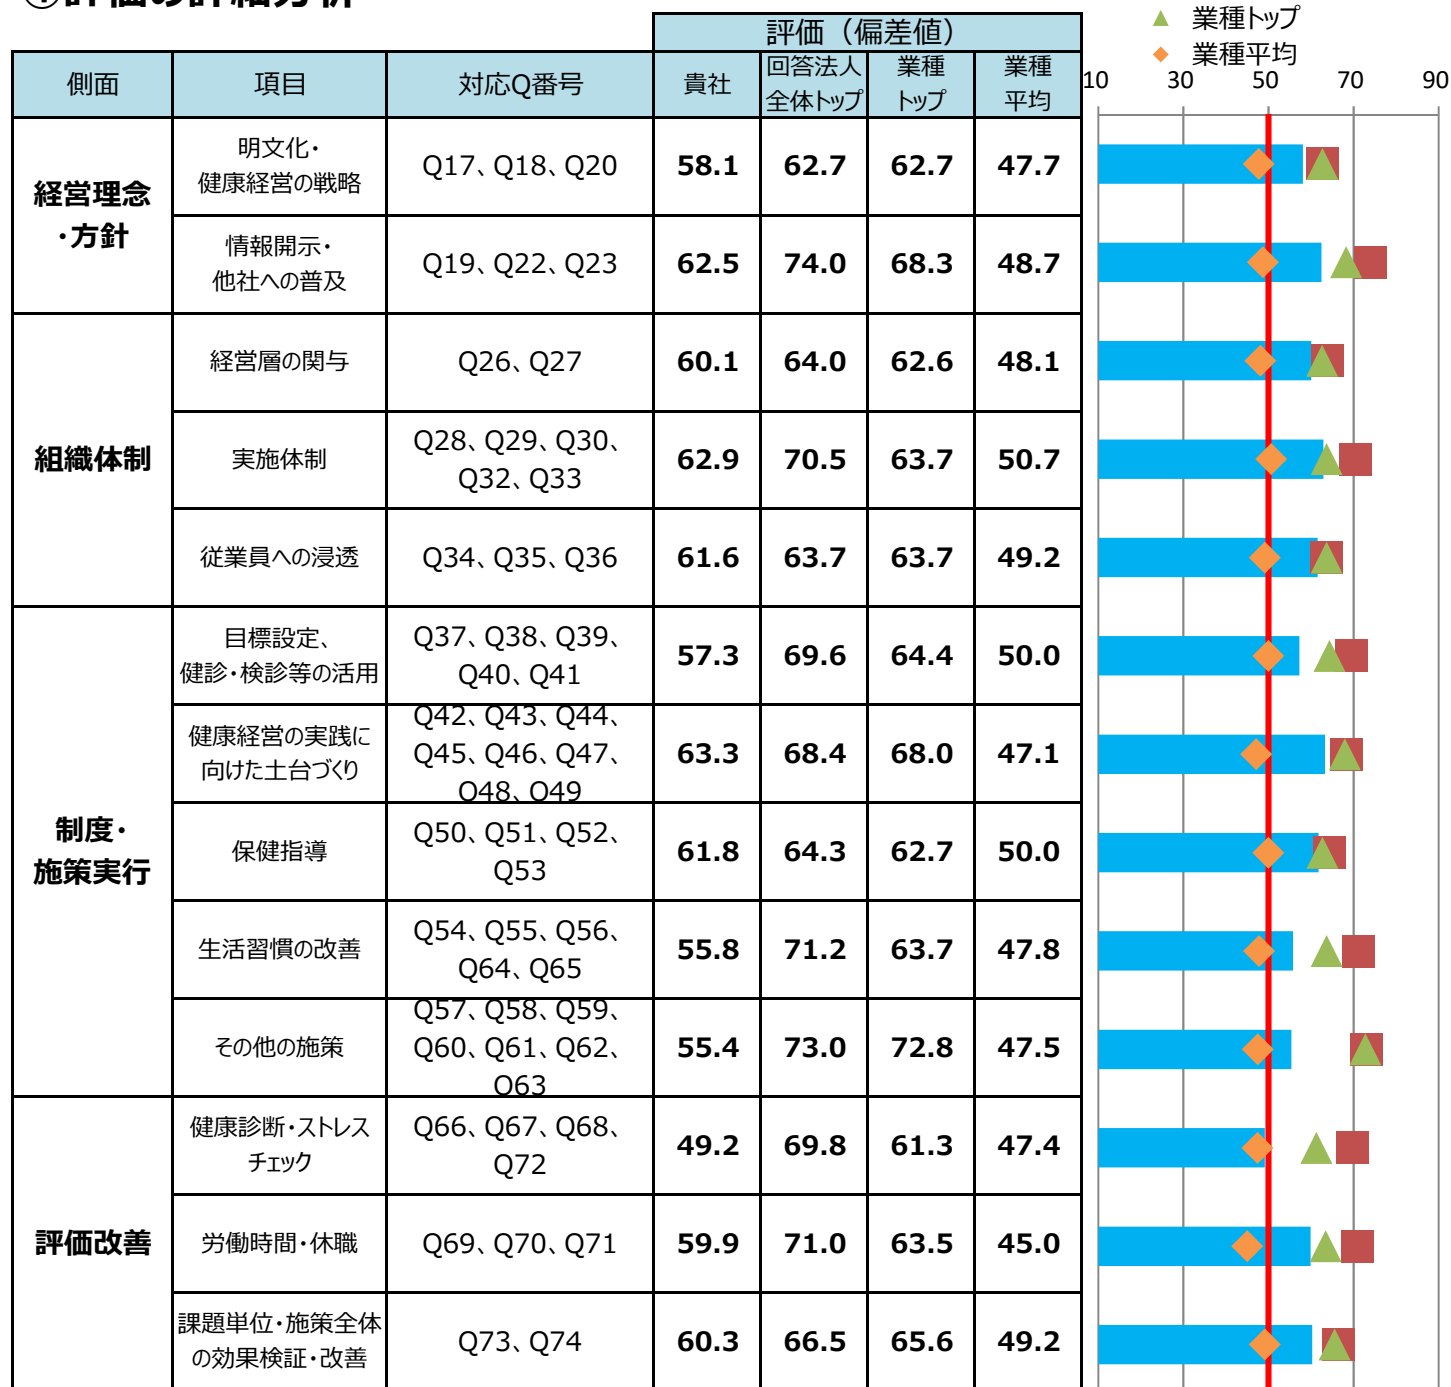 ①評価の詳細分析
業種トップ
業種平均
評価（偏差値）
側面 項目 対応Q番号 貴社 回答法人 業種 業種
全体トップ トップ 平均
10 30 50 70 90
経営理念
・方針
明文化・
健康経営の戦略
Q17、Q18、Q20 58.1 62.7 62.7 47.7
情報開示・
他社への普及
Q19、Q22、Q23 62.5 74.0 68.3 48.7
組織体制
経営層の関与 Q26、Q27 60.1 64.0 62.6 48.1
実施体制
Q28、Q29、Q30、
Q32、Q33
62.9 70.5 63.7 50.7
従業員への浸透 Q34、Q35、Q36 61.6 63.7 63.7 49.2
制度・
施策実行
目標設定、
健診・検診等の活用
Q37、Q38、Q39、
Q40、Q41
57.3 69.6 64.4 50.0
健康経営の実践に
向けた土台づくり
Q42、Q43、Q44、
Q45、Q46、Q47、
Q48、Q49
63.3 68.4 68.0 47.1
保健指導
Q50、Q51、Q52、
Q53
61.8 64.3 62.7 50.0
生活習慣の改善
Q54、Q55、Q56、
Q64、Q65
55.8 71.2 63.7 47.8
その他の施策
Q57、Q58、Q59、
Q60、Q61、Q62、
Q63
55.4 73.0 72.8 47.5
評価改善
健康診断・ストレス
チェック
Q66、Q67、Q68、
Q72
49.2 69.8 61.3 47.4
労働時間・休職 Q69、Q70、Q71 59.9 71.0 63.5 45.0
課題単位・施策全体
の効果検証・改善
Q73、Q74 60.3 66.5 65.6 49.2